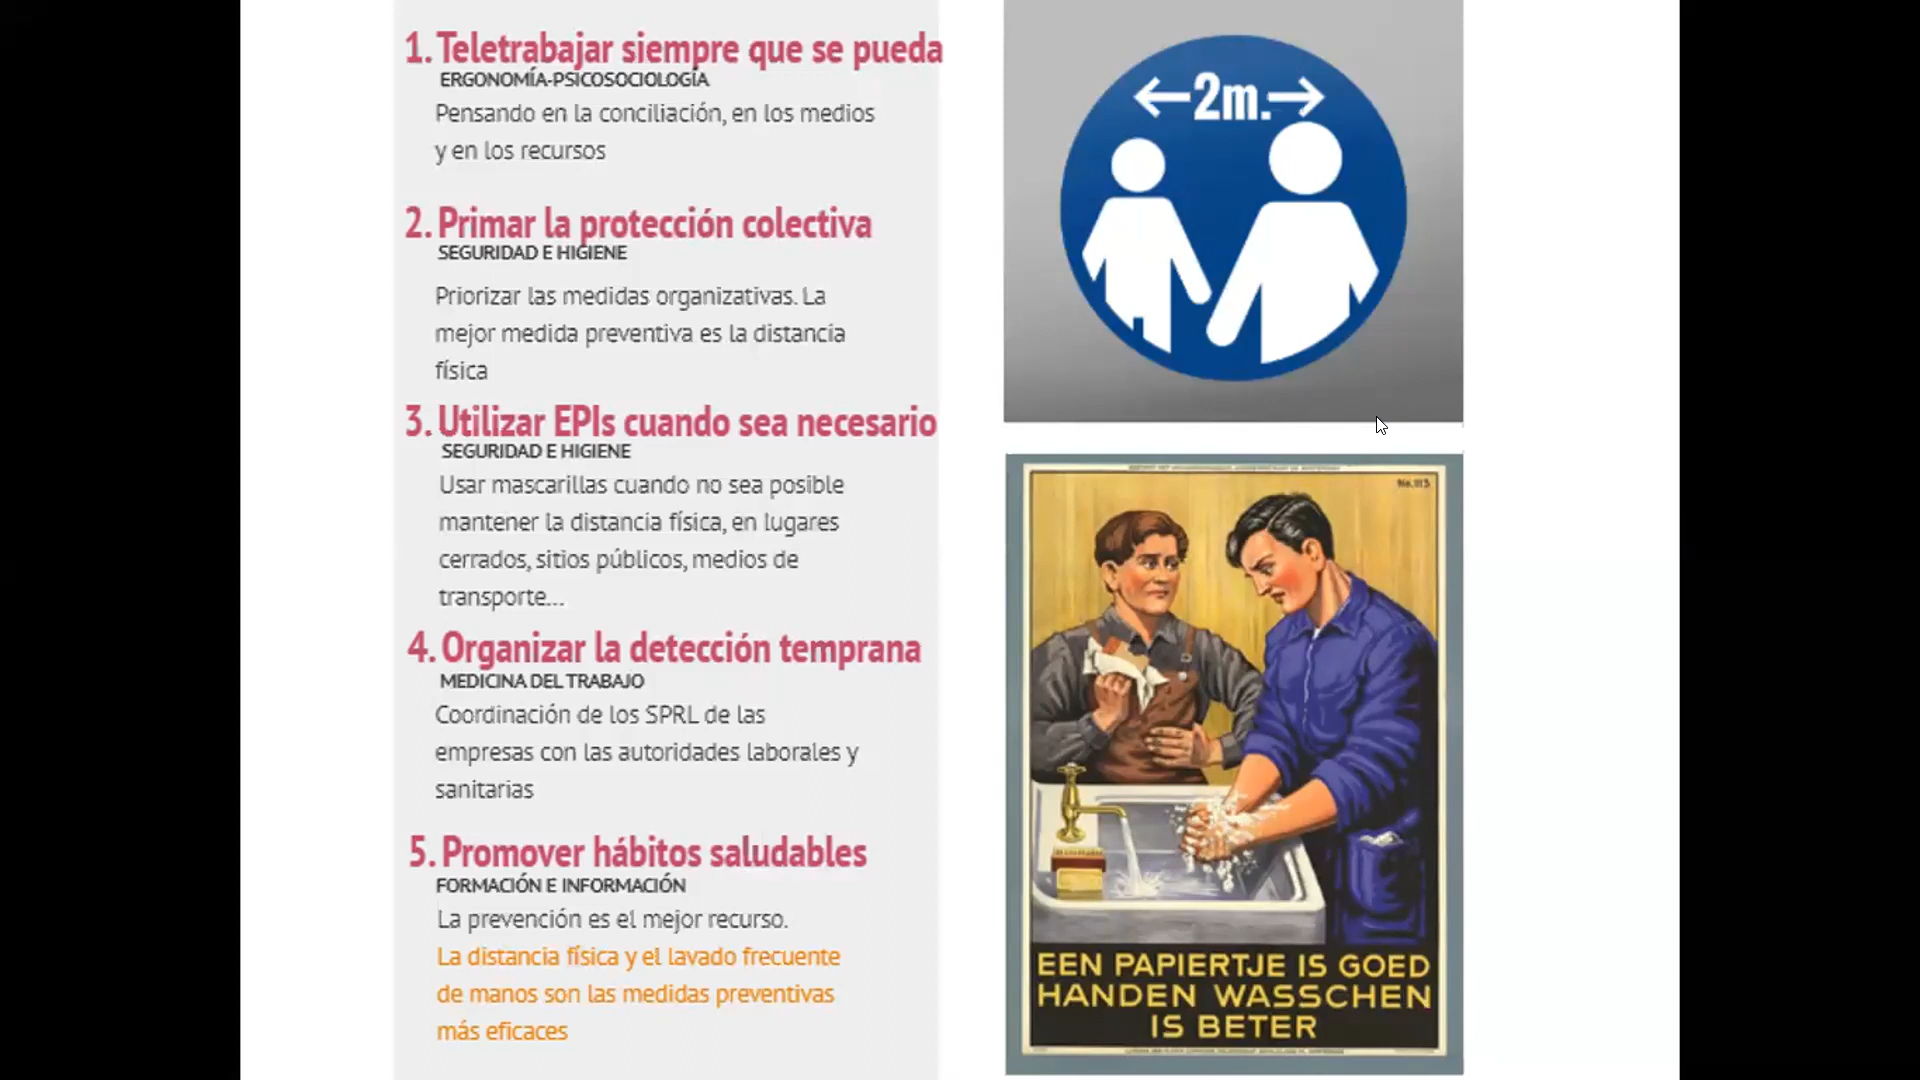 1. Teletrabajar siempre que se pueda
ERGONOMÍA-PSICOSOCIOLOGÍA
Pensando en la conciliación, en los medios
y en los recursos
2. Primar la protección colectiva
SEGURIDAD E HIGIENE
Priorizar las medidas organizativas. La
mejor medida preventiva es la distancia
física
3. Utilizar EPIs cuando sea necesario
SEGURIDAD E HIGIENE
Usar mascarillas cuando no sea posible
mantener la distancia física, en lugares
cerrados, sitios públicos, medios de
transporte...
4. Organizar la detección temprana
MEDICINA DEL TRABAJO
Coordinación de los SPRL de las
empresas con las autoridades laborales y
sanitarias
5. Promover hábitos saludables
FORMACIÓN E INFORMACIÓN
La prevención es el mejor recurso.
La distancia física y el lavado frecuente
de manos son las medidas preventivas
más eficaces
2m.
No. 113
EEN PAPIERTJE IS GOED
HANDEN WASSCHEN
IS BETER